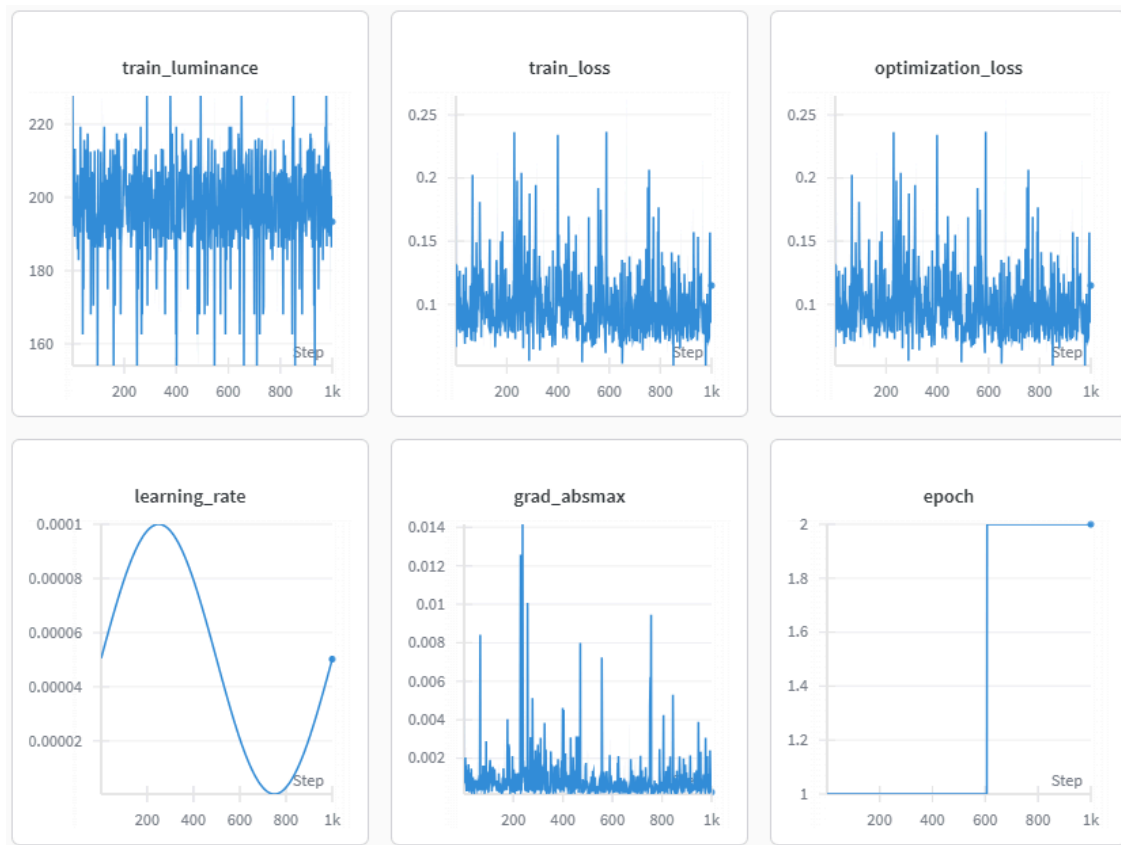 train_luminance
220
200
180
160
Step
200 400 600 800 1k
train_loss
0.25
0.2
0.15
0.1
Step
200 400 600 800 1k
optimization_loss
0.25
0.2
0.15
0.1
Step
200 400 600 800 1k
learning_rate
0.0001
0.00008
0.00006
0.00004
0.00002
Step
200 400 600 800 1k
grad_absmax
0.014
0.012
0.01
0.008
0.006
0.004
0.002
200 400 600 800 1k
epoch
2
1.8
1.6
1.4
1.2
1
Step
200 400 600 800 1k